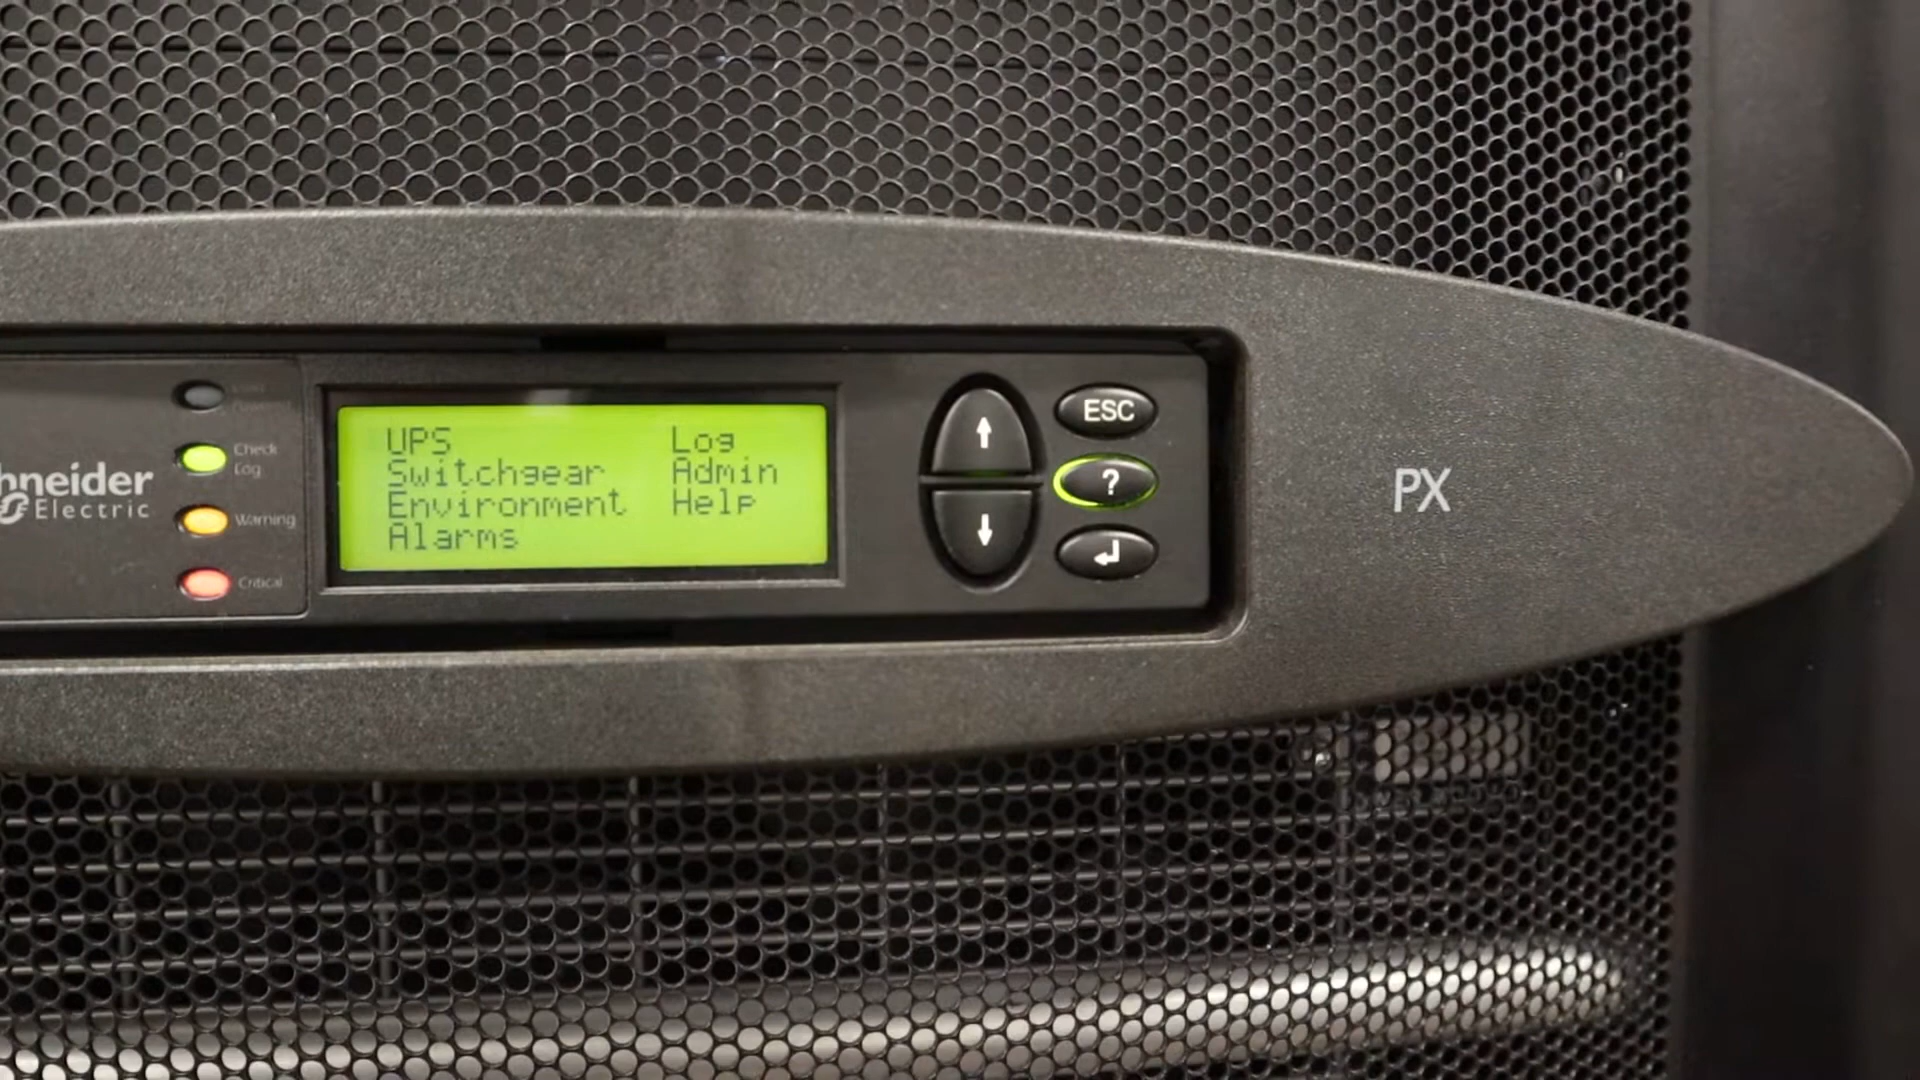 hneider
Electric
Check
Log
Warning
Critical
UPS Log
Switchgear Admin
Environment Help
Alarms
ESC
?
PX